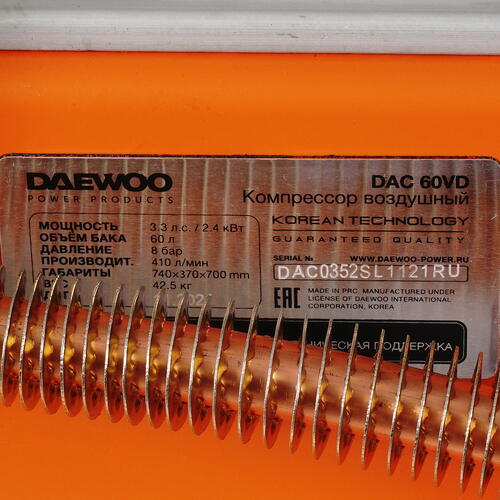 DAEWOO
POWER PRODUCTS
DAC 60VD
Компрессор воздушный
KOREAN TECHNOLOGY
GUARANTEED QUALITY
МОЩНОСТЬ 3.3 л.с. / 2.4 кВт
ОБЪЁМ БАКА 60 л
ДАВЛЕНИЕ 8 бар
ПРОИЗВОДИТ. 410 л/мин
ГАБАРИТЫ 740×370×700 mm
42.5 кг
SERIAL № WWW.DAEWOO-POWER.RU
DAC0352SL1121RU
EAC
MADE IN PRC. MANUFACTURED UNDER
LICENSE OF DAEWOO INTERNATIONAL
CORPORATION, KOREA
ПОДДЕРЖКА